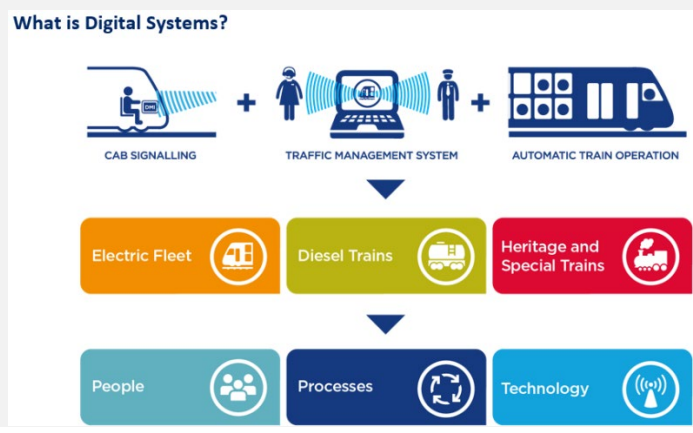 What is Digital Systems?
DMI
CAB SIGNALLING
TRAFFIC MANAGEMENT SYSTEM
AUTOMATIC TRAIN OPERATION
Electric Fleet
Diesel Trains
Heritage and
Special Trains
People
Processes
Technology